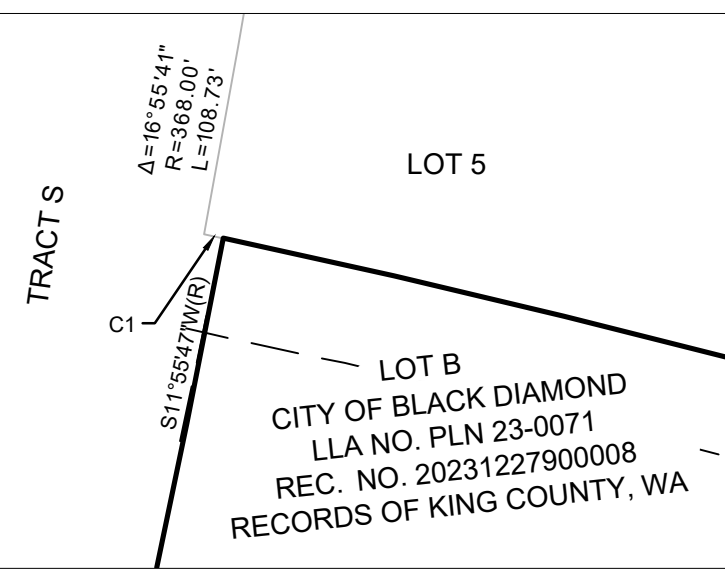 Δ=16°55'41"
R=368.00'
L=108.73'
LOT 5
TRACT S
C1
S11°55'47"W(R)
LOT B
CITY OF BLACK DIAMOND
LLA NO. PLN 23-0071
REC. NO. 20231227900008
RECORDS OF KING COUNTY, WA